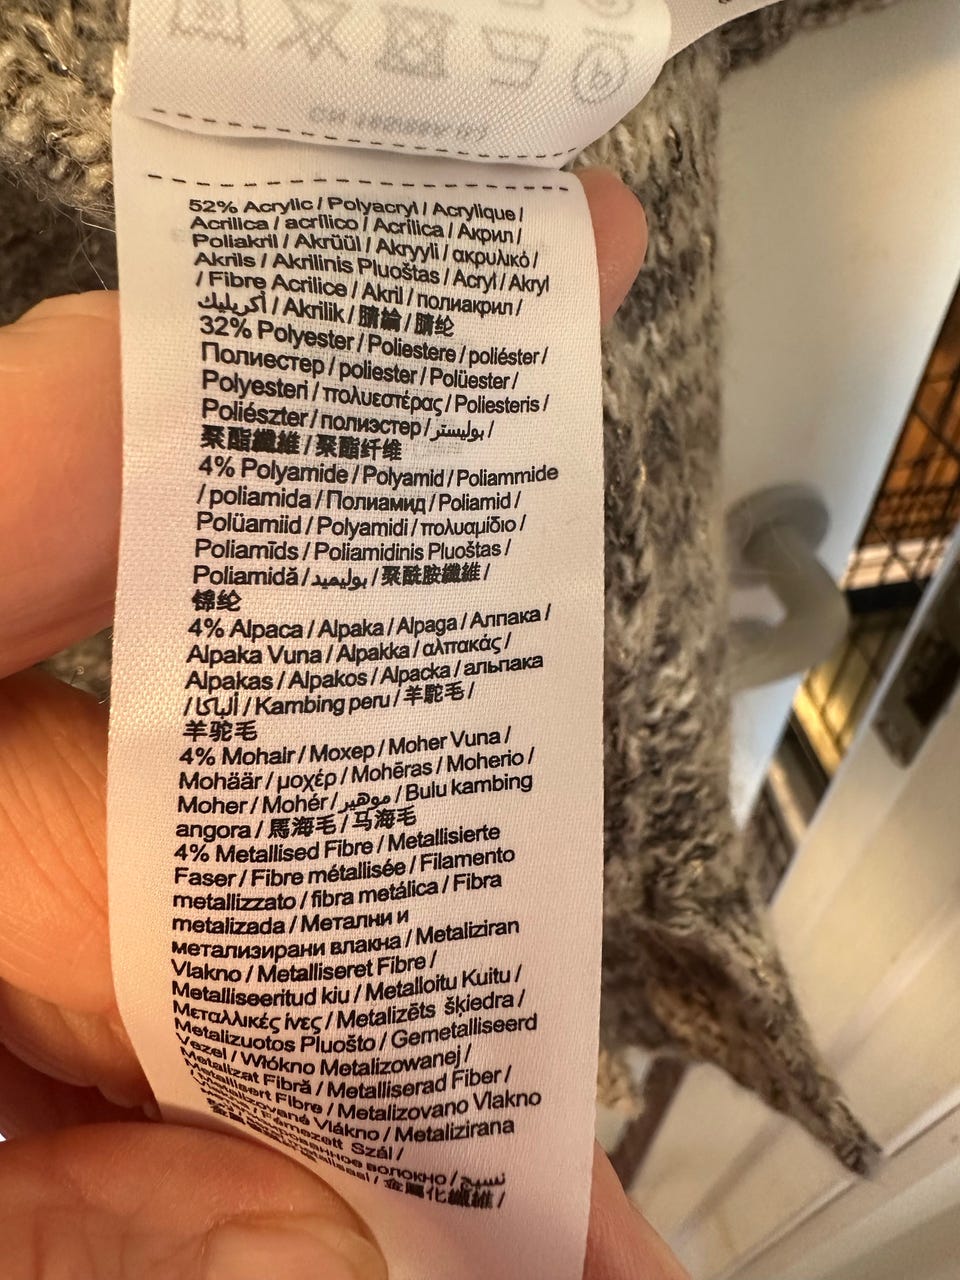 52% Acrylic / Polyacryl / Acrylique /
Acrilica / acrílico / Acrílica / Акрил /
Poliakril / Akrüül / Akryyli / ακρυλικό /
Akrils / Akrilinis Pluoštas / Acryl / Akryl
/ Fibre Acrilice / Akril / полиакрил /
أكريليك / Akrilik / 腈綸 / 腈纶
32% Polyester / Poliestere / poliéster /
Полиестер / poliester / Polüester /
Polyesteri / πολυεστέρας / Poliesteris /
Poliészter / полиэстер / بوليستر /
聚酯纖維 / 聚酯纤维
4% Polyamide / Polyamid / Poliammide
/ poliamida / Полиамид / Poliamid /
Polüamiid / Polyamidi / πολυαμίδιο /
Poliamīds / Poliamidinis Pluoštas /
Poliamidă / بوليميد / 聚酰胺纖維 /
锦纶
4% Alpaca / Alpaka / Alpaga / Алпака /
Alpaka Vuna / Alpakka / αλπακάς /
Alpakas / Alpakos / Alpacka / альпака
/ ألباكا / Kambing peru / 羊駝毛 /
羊驼毛
4% Mohair / Мохер / Moher Vuna /
Mohäär / μοχέρ / Mohēras / Moherio /
Moher / Mohér / موهير / Bulu kambing
angora / 馬海毛 / 马海毛
4% Metallised Fibre / Metallisierte
Faser / Fibre métallisée / Filamento
metallizzato / fibra metálica / Fibra
metalizada / Метални и
метализирани влакна / Metaliziran
Vlakno / Metalliseret Fibre /
Metalliseeritud kiu / Metalloitu Kuitu /
Μεταλλικές ίνες / Metalizēts šķiedra /
Metalizuotos Pluošto / Gemetalliseerd
Vezel / Włókno Metalizowanej /
Metalizat Fibră / Metalliserad Fiber /
Metallisert Fibre / Metalizovano Vlakno
/ Metalizované Vlákno / Metalizirana
/ Fémezett Szál /
волокно / نسيج
/ 金屬化纖維 /